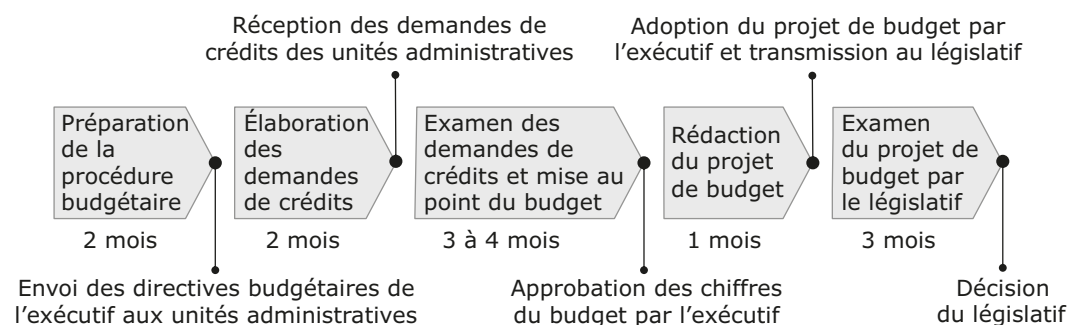 Réception des demandes de
crédits des unités administratives
Adoption du projet de budget par
l’exécutif et transmission au législatif
Préparation
de la
procédure
budgétaire
Élaboration
des
demandes
de crédits
Examen des
demandes de
crédits et mise au
point du budget
Rédaction
du projet
de budget
Examen
du projet de
budget par
le législatif
2 mois
2 mois
3 à 4 mois
1 mois
3 mois
Envoi des directives budgétaires de
l’exécutif aux unités administratives
Approbation des chiffres
du budget par l’exécutif
Décision
du législatif